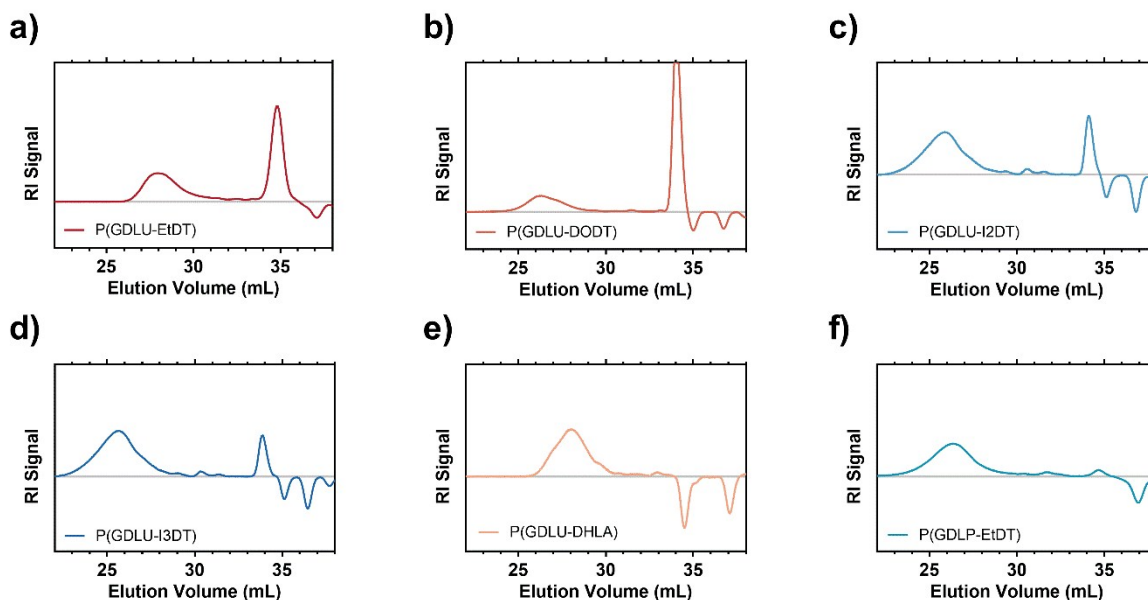 a)
RI Signal
P(GDLU-EtDT)
25 30 35
Elution Volume (mL)
b)
RI Signal
P(GDLU-DODT)
25 30 35
Elution Volume (mL)
c)
RI Signal
P(GDLU-I2DT)
25 30 35
Elution Volume (mL)
d)
RI Signal
P(GDLU-I3DT)
25 30 35
Elution Volume (mL)
e)
RI Signal
P(GDLU-DHLA)
25 30 35
Elution Volume (mL)
f)
RI Signal
P(GDLP-EtDT)
25 30 35
Elution Volume (mL)